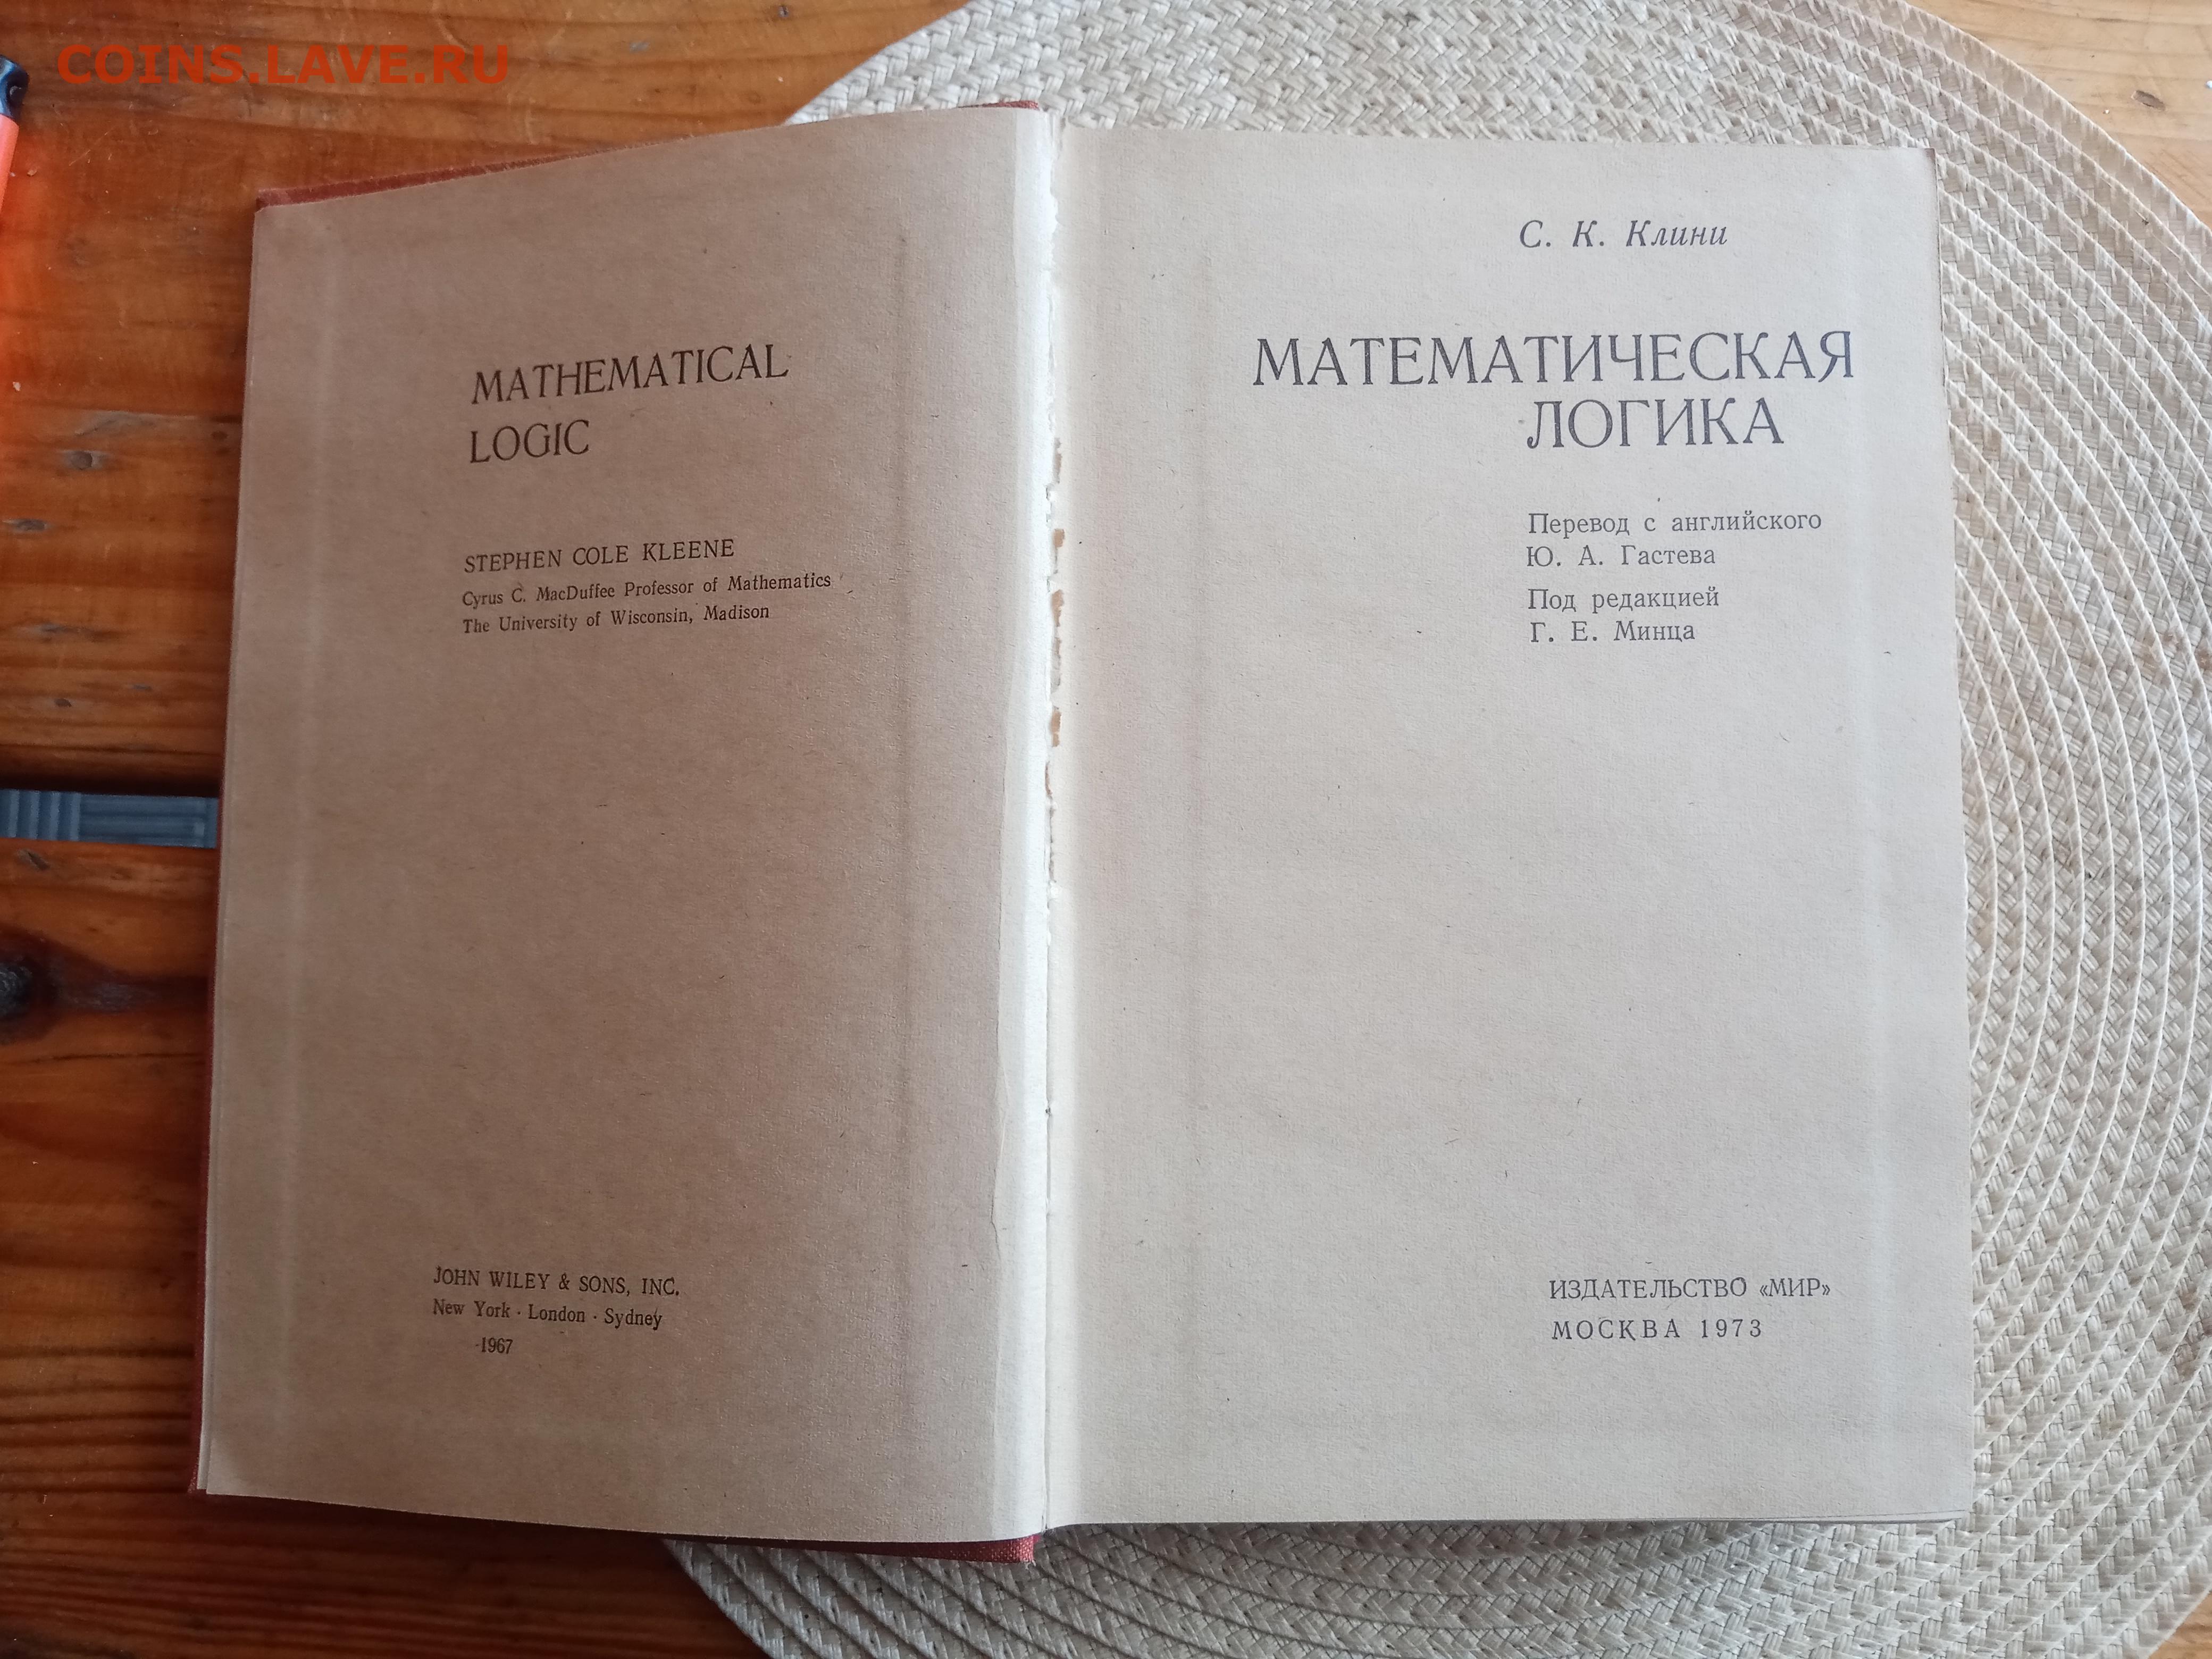 COINS.LAVE.RU
MATHEMATICAL
LOGIC
STEPHEN COLE KLEENE
Cyrus C. MacDuffee Professor of Mathematics
The University of Wisconsin, Madison
JOHN WILEY & SONS, INC.
New York · London · Sydney
1967
С. К. Клини
МАТЕМАТИЧЕСКАЯ
ЛОГИКА
Перевод с английского
Ю. А. Гастева
Под редакцией
Г. Е. Минца
ИЗДАТЕЛЬСТВО «МИР»
МОСКВА 1973